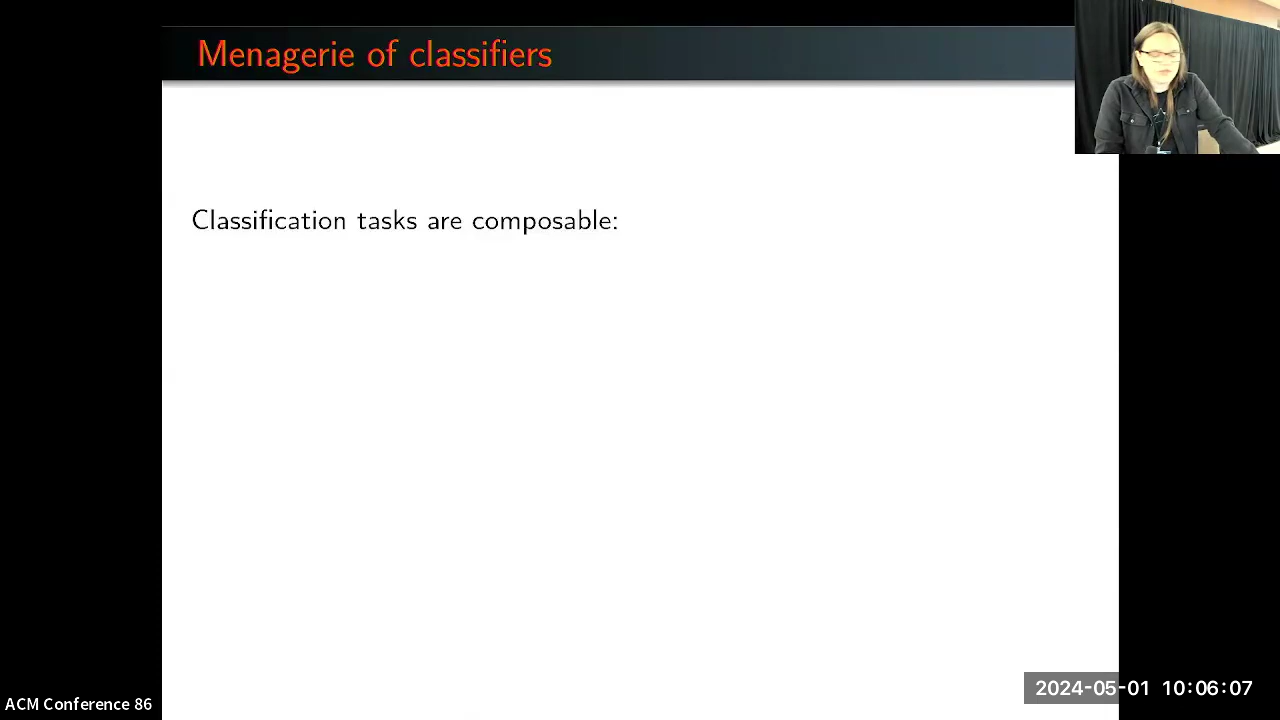 Menagerie of classifiers
Classification tasks are composable:
ACM Conference 86
2024-05-01 10:06:07